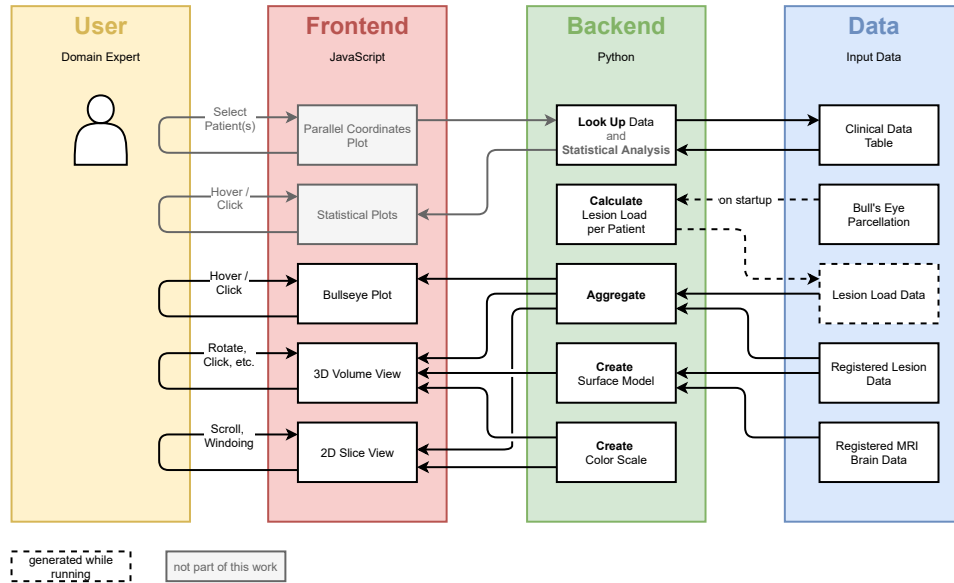 User
Domain Expert
Frontend
JavaScript
Backend
Python
Data
Input Data
Select
Patient(s)
Parallel Coordinates
Plot
Look Up Data
and
Statistical Analysis
Clinical Data
Table
Hover /
Click
Statistical Plots
Calculate
Lesion Load
per Patient
on startup
Bull's Eye
Parcellation
Hover /
Click
Bullseye Plot
Aggregate
Lesion Load Data
Rotate,
Click, etc.
3D Volume View
Create
Surface Model
Registered Lesion
Data
Scroll,
Windoing
2D Slice View
Create
Color Scale
Registered MRI
Brain Data
generated while
running
not part of this work